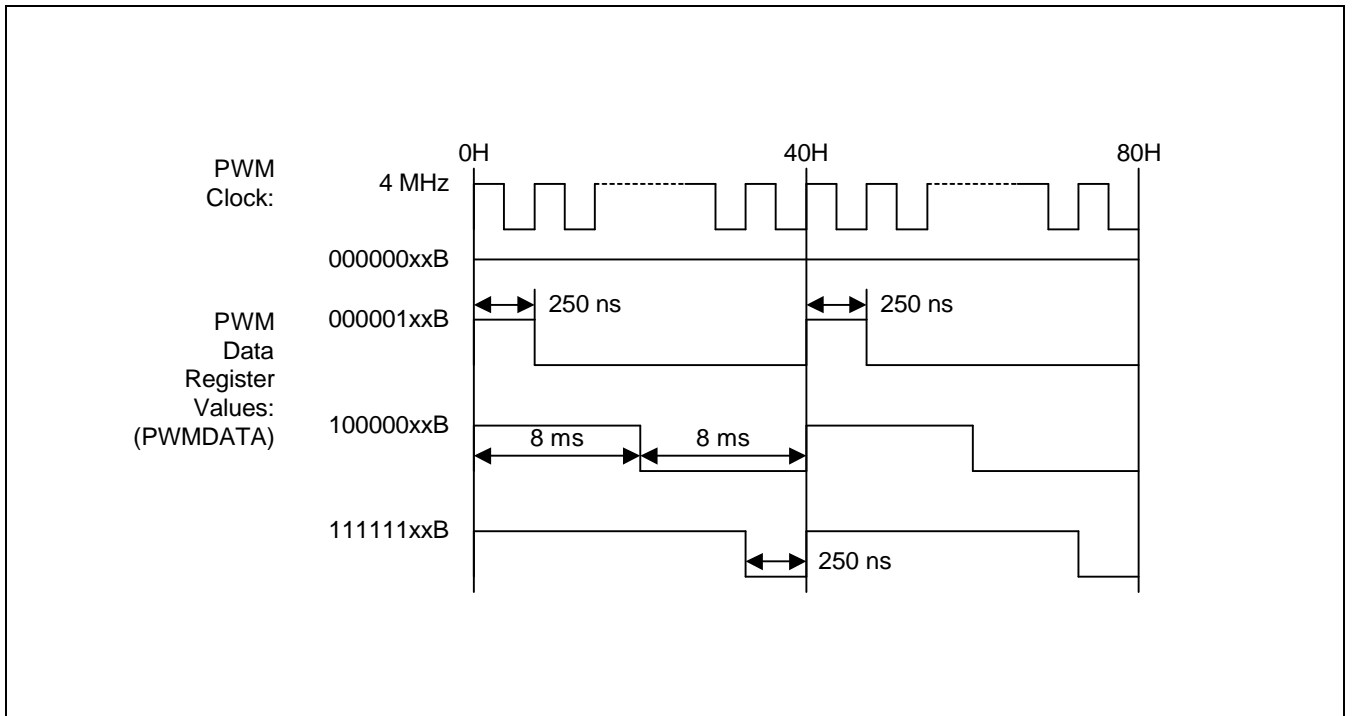 0H 40H 80H
PWM
Clock:
4 MHz
000000xxB
250 ns 250 ns
PWM
Data
Register
Values:
(PWMDATA)
000001xxB
100000xxB
8 ms 8 ms
111111xxB
250 ns